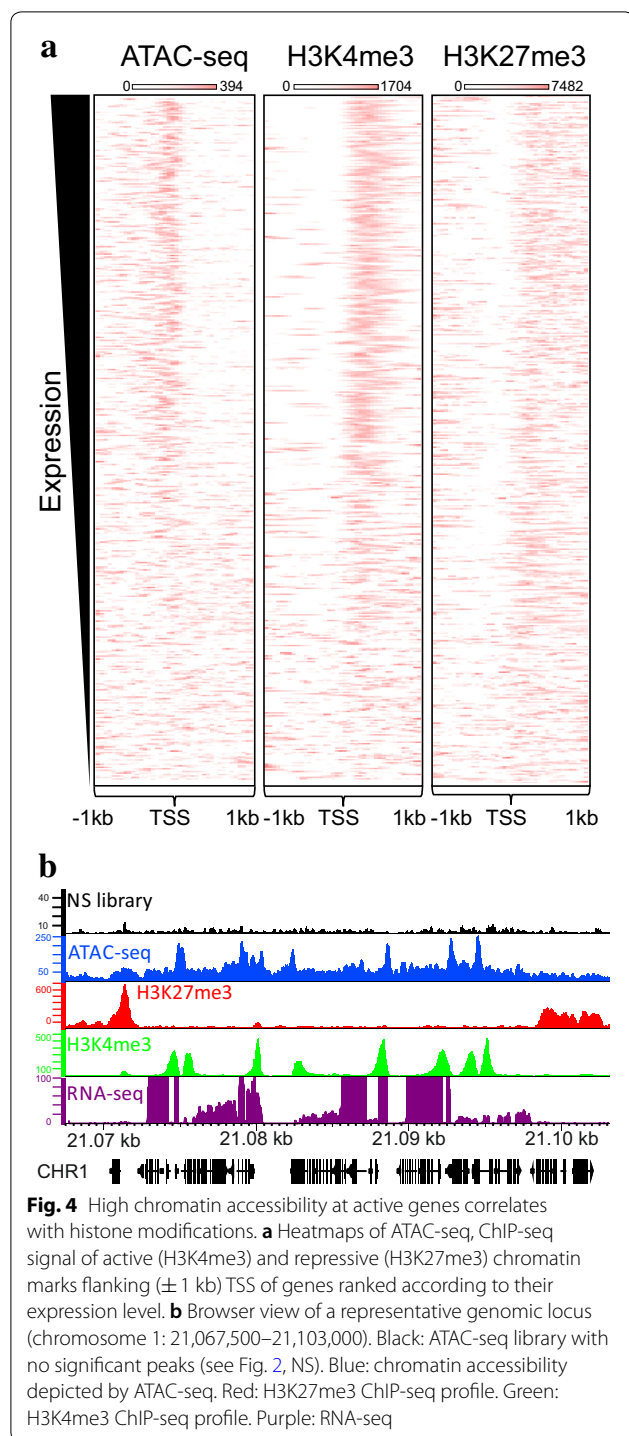 a
ATAC-seq H3K4me3 H3K27me3
0 394 0 1704 0 7482
Expression
-1kb TSS 1kb -1kb TSS 1kb -1kb TSS 1kb
b
40
10
NS library
250
50
ATAC-seq
600
0
H3K27me3
500
100
H3K4me3
100
0
RNA-seq
21.07 kb 21.08 kb 21.09 kb 21.10 kb
CHR1
Fig. 4 High chromatin accessibility at active genes correlates
with histone modifications. a Heatmaps of ATAC-seq, ChIP-seq
signal of active (H3K4me3) and repressive (H3K27me3) chromatin
marks flanking (± 1 kb) TSS of genes ranked according to their
expression level. b Browser view of a representative genomic locus
(chromosome 1: 21,067,500–21,103,000). Black: ATAC-seq library with
no significant peaks (see Fig. 2, NS). Blue: chromatin accessibility
depicted by ATAC-seq. Red: H3K27me3 ChIP-seq profile. Green:
H3K4me3 ChIP-seq profile. Purple: RNA-seq